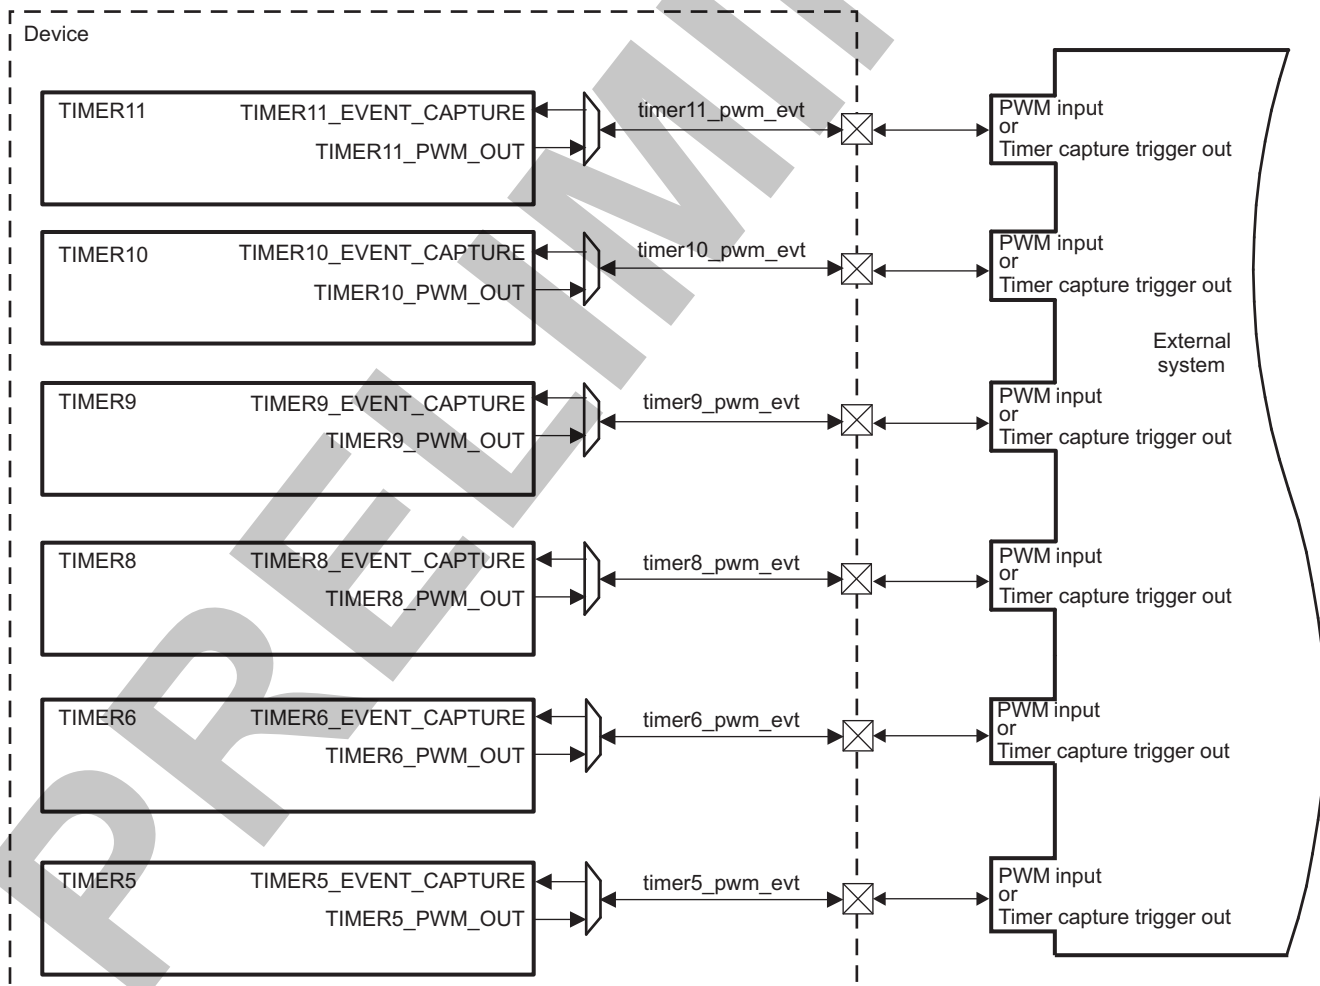 Device
TIMER11
TIMER11_EVENT_CAPTURE
TIMER11_PWM_OUT
timer11_pwm_evt
PWM input
or
Timer capture trigger out
TIMER10
TIMER10_EVENT_CAPTURE
TIMER10_PWM_OUT
timer10_pwm_evt
PWM input
or
Timer capture trigger out
External
system
TIMER9
TIMER9_EVENT_CAPTURE
TIMER9_PWM_OUT
timer9_pwm_evt
PWM input
or
Timer capture trigger out
TIMER8
TIMER8_EVENT_CAPTURE
TIMER8_PWM_OUT
timer8_pwm_evt
PWM input
or
Timer capture trigger out
TIMER6
TIMER6_EVENT_CAPTURE
TIMER6_PWM_OUT
timer6_pwm_evt
PWM input
or
Timer capture trigger out
TIMER5
TIMER5_EVENT_CAPTURE
TIMER5_PWM_OUT
timer5_pwm_evt
PWM input
or
Timer capture trigger out
PRELIMI